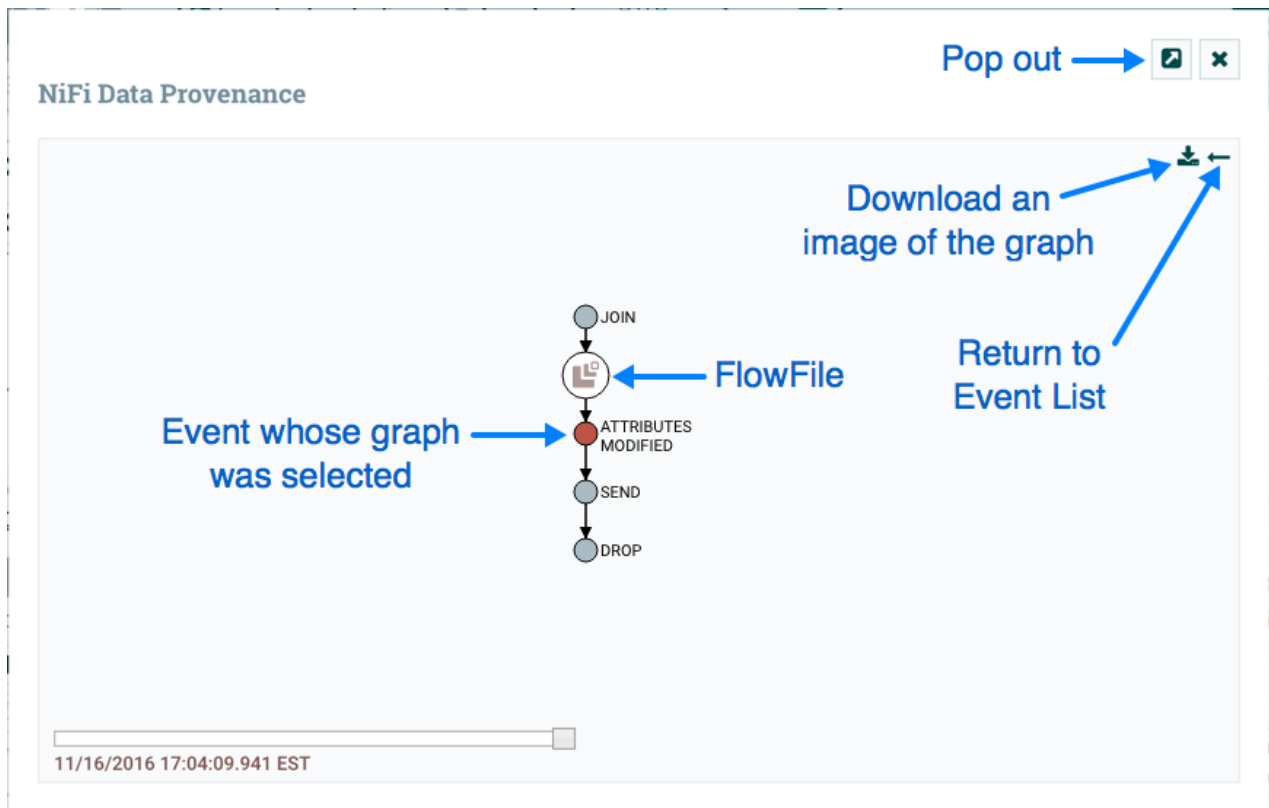 Pop out
NiFi Data Provenance
Download an
image of the graph
JOIN
Return to
Event List
FlowFile
Event whose graph
was selected
ATTRIBUTES
MODIFIED
SEND
DROP
11/16/2016 17:04:09.941 EST